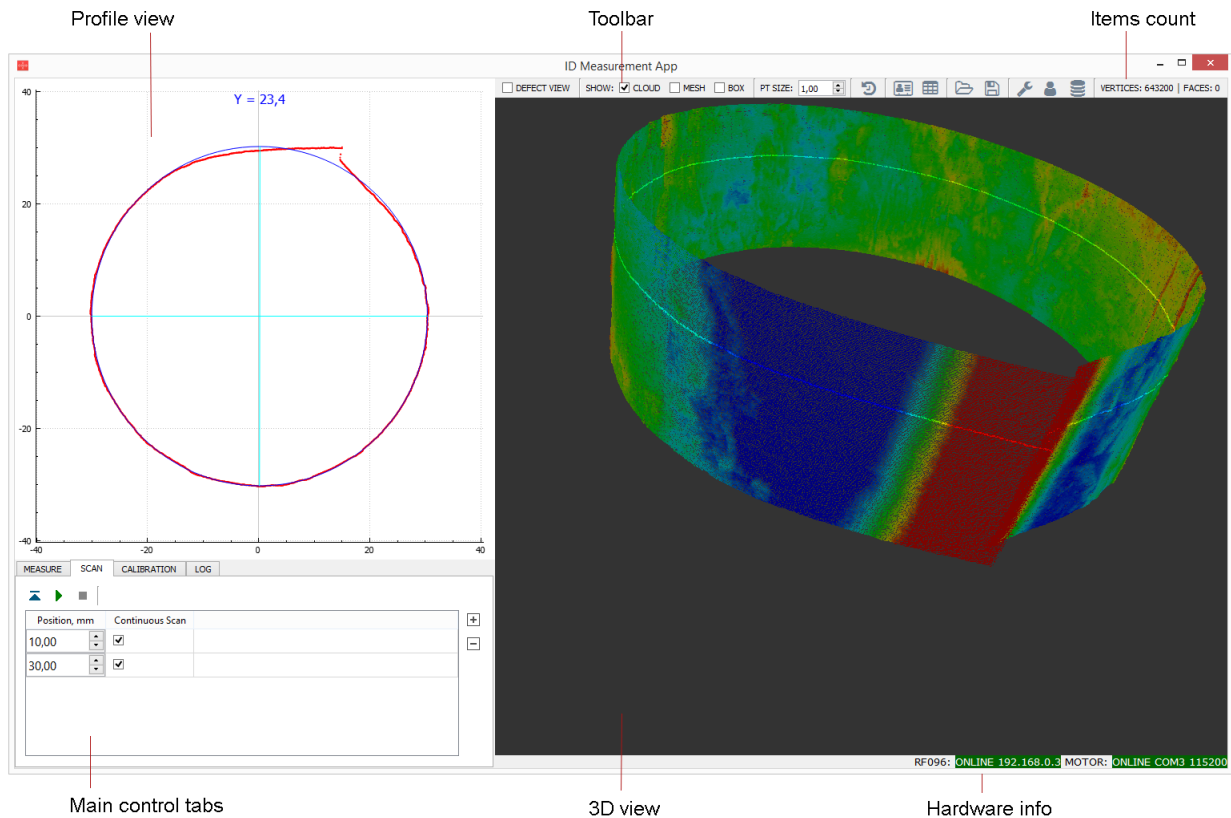 Profile view
Toolbar
Items count
ID Measurement App
DEFECT VIEW SHOW: CLOUD MESH BOX PT SIZE: 1,00 VERTICES: 643200 | FACES: 0
Y = 23,4
40
20
0
-20
-40
-40 -20 0 20 40
MEASURE SCAN CALIBRATION LOG
Position, mm Continuous Scan
10,00
30,00
RF096: ONLINE 192.168.0.3 MOTOR: ONLINE COM3 115200
Main control tabs
3D view
Hardware info